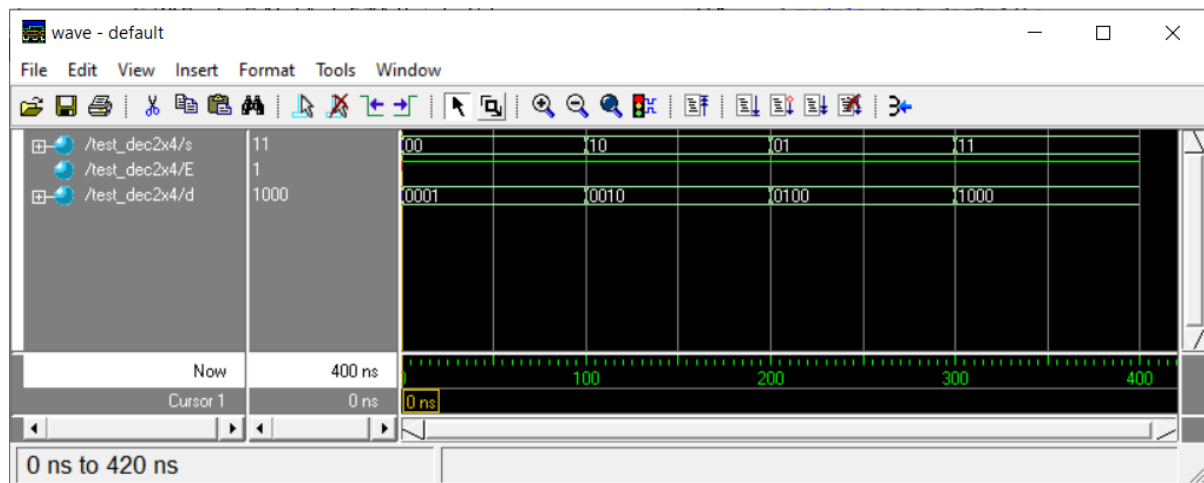 wave - default
File Edit View Insert Format Tools Window
/test_dec2x4/s 11 00 10 01 11
/test_dec2x4/E 1
/test_dec2x4/d 1000 0001 0010 0100 1000
Now 400 ns 100 200 300 400
Cursor 1 0 ns 0 ns
0 ns to 420 ns